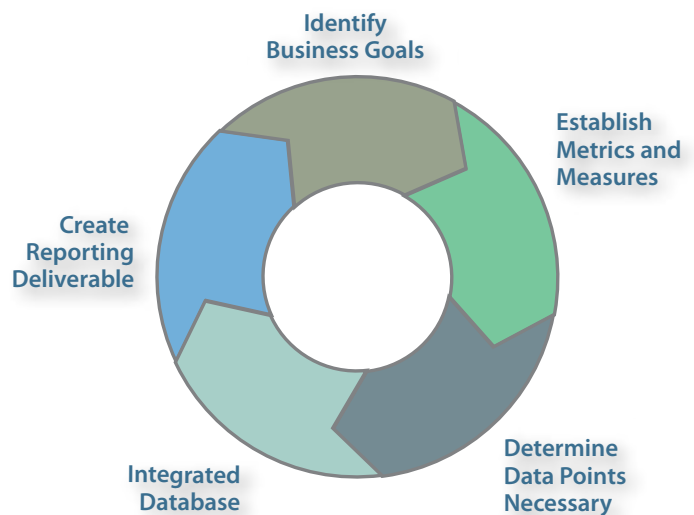 Identify
Business Goals
Establish
Metrics and
Measures
Determine
Data Points
Necessary
Integrated
Database
Create
Reporting
Deliverable